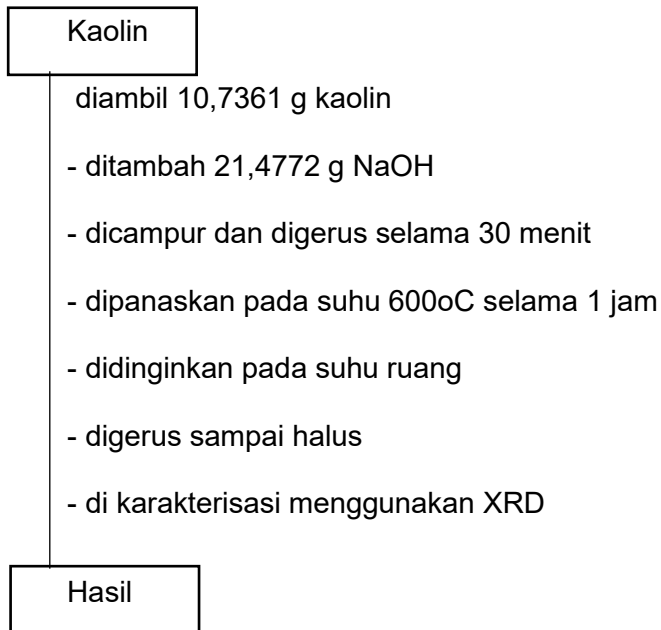 Kaolin
diambil 10,7361 g kaolin
- ditambah 21,4772 g NaOH
- dicampur dan digerus selama 30 menit
- dipanaskan pada suhu 600oC selama 1 jam
- didinginkan pada suhu ruang
- digerus sampai halus
- di karakterisasi menggunakan XRD
Hasil